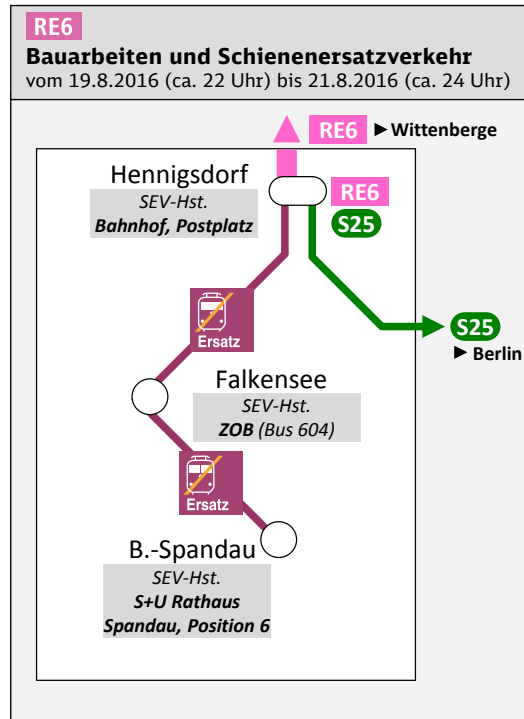 RE6
Bauarbeiten und Schienenersatzverkehr
vom 19.8.2016 (ca. 22 Uhr) bis 21.8.2016 (ca. 24 Uhr)
RE6 ► Wittenberge
Hennigsdorf
SEV-Hst.
Bahnhof, Postplatz
RE6
S25
Ersatz
S25
► Berlin
Falkensee
SEV-Hst.
ZOB (Bus 604)
Ersatz
B.-Spandau
SEV-Hst.
S+U Rathaus
Spandau, Position 6